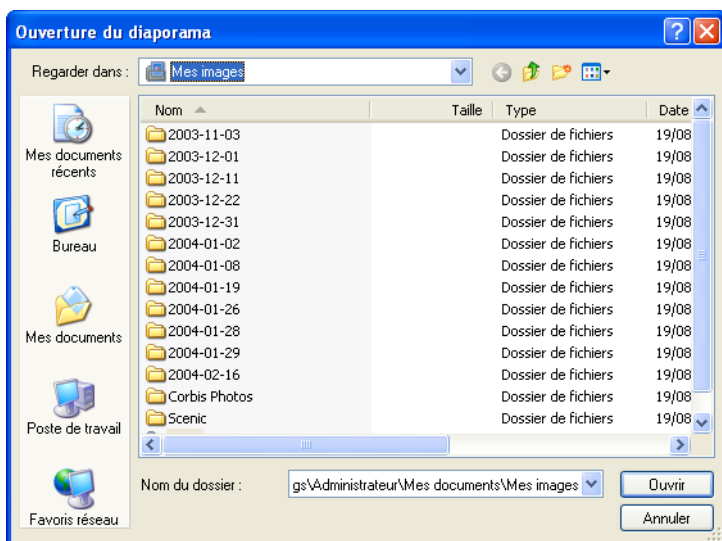 Ouverture du diaporama
Regarder dans : Mes images
Nom Taille Type Date
2003-11-03 Dossier de fichiers 19/08
2003-12-01 Dossier de fichiers 19/08
2003-12-11 Dossier de fichiers 19/08
2003-12-22 Dossier de fichiers 19/08
2003-12-31 Dossier de fichiers 19/08
2004-01-02 Dossier de fichiers 19/08
2004-01-08 Dossier de fichiers 19/08
2004-01-19 Dossier de fichiers 19/08
2004-01-26 Dossier de fichiers 19/08
2004-01-28 Dossier de fichiers 19/08
2004-01-29 Dossier de fichiers 19/08
2004-02-16 Dossier de fichiers 19/08
Corbis Photos Dossier de fichiers 19/08
Scenic Dossier de fichiers 19/08
Mes documents
récents
Bureau
Mes documents
Poste de travail
Favoris réseau
Nom du dossier : gs\Administrateur\Mes documents\Mes images Ouvrir
Annuler